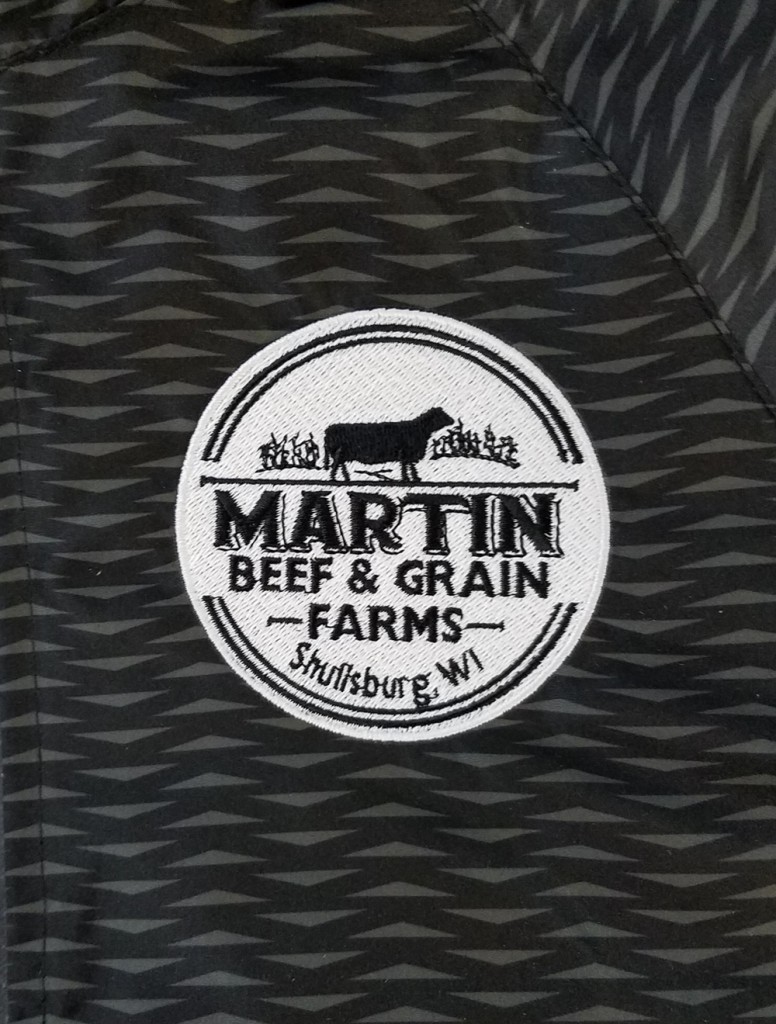 MARTIN
BEEF & GRAIN
FARMS
Shullsburg, WI